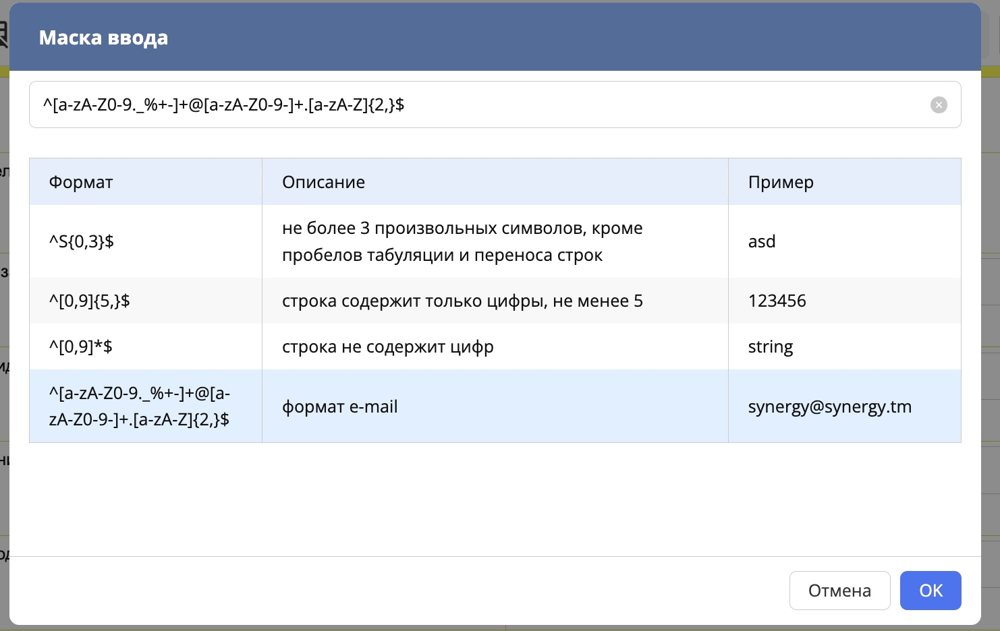 Маска ввода
^[a-zA-Z0-9._%+-]+@[a-zA-Z0-9-]+.[a-zA-Z]{2,}$
Формат
Описание
Пример
^S{0,3}$
не более 3 произвольных символов, кроме
пробелов табуляции и переноса строк
asd
^[0,9]{5,}$
строка содержит только цифры, не менее 5
123456
^[0,9]*$
строка не содержит цифр
string
^[a-zA-Z0-9._%+-]+@[a-
zA-Z0-9-]+.[a-zA-Z]{2,}$
формат e-mail
synergy@synergy.tm
Отмена
OK